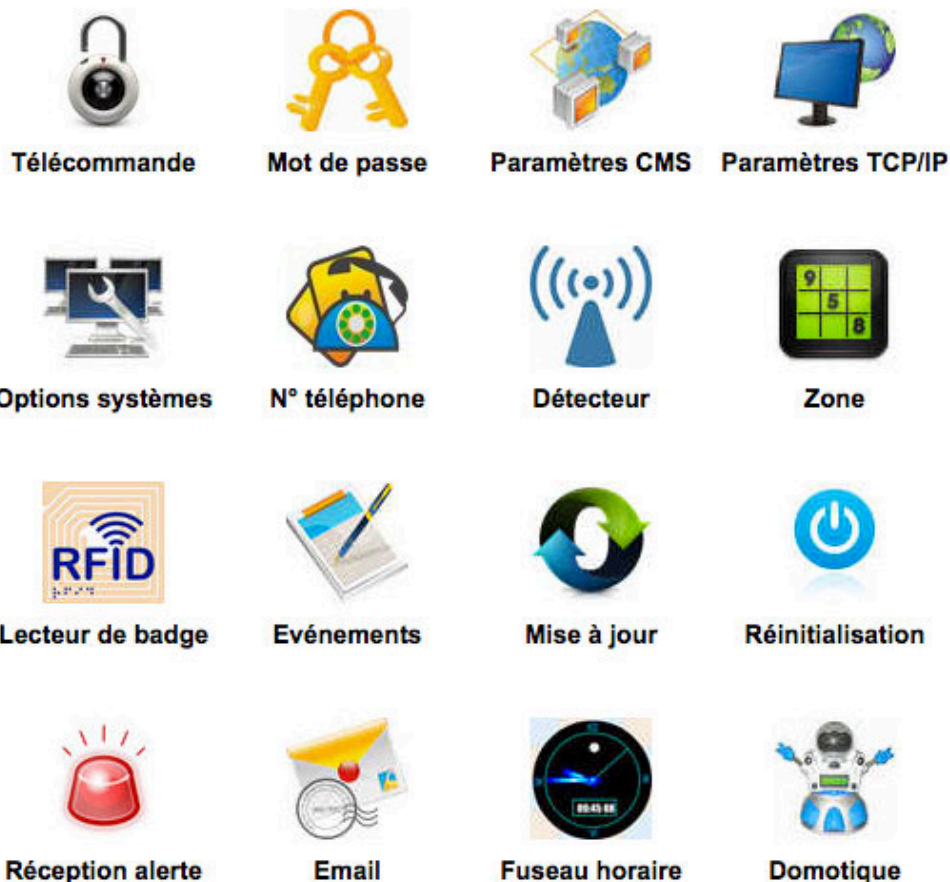 Télécommande Mot de passe Paramètres CMS Paramètres TCP/IP
9
5
8
Options systèmes N° téléphone Détecteur Zone
RFID
Lecteur de badge Evénements Mise à jour Réinitialisation
Réception alerte Email Fuseau horaire Domotique